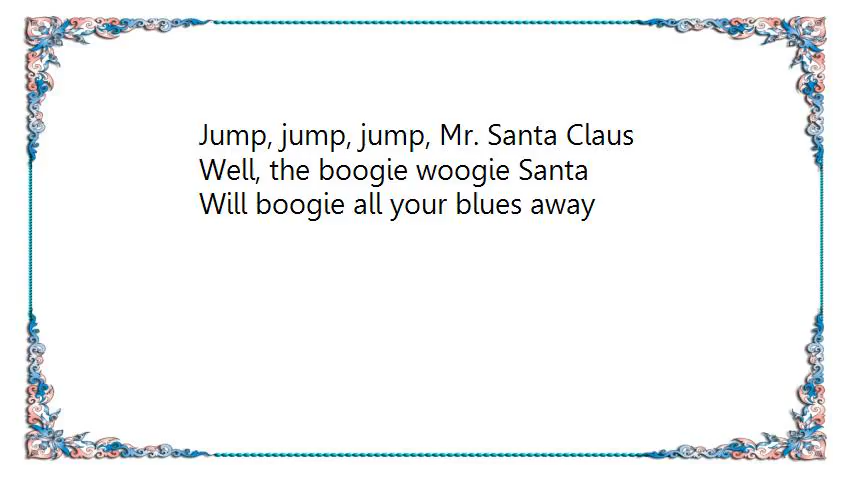 Jump, jump, jump, Mr. Santa Claus
Well, the boogie woogie Santa
Will boogie all your blues away